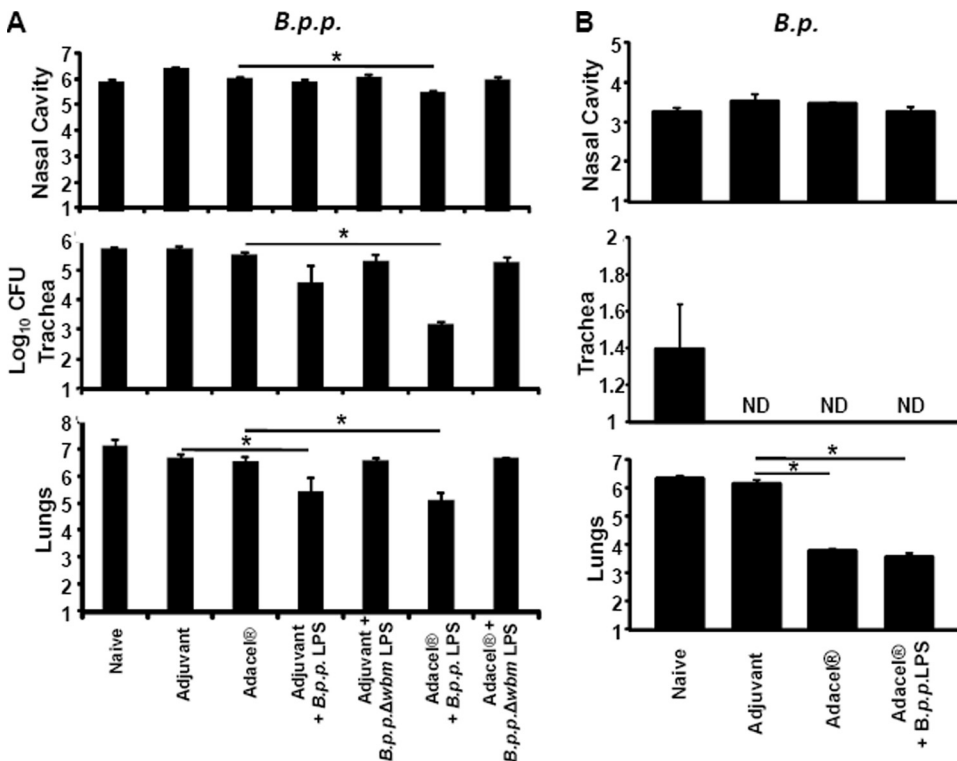 A
B.p.p.
7
6
5
4
3
2
1
Nasal Cavity
*
6
5
4
3
2
1
Log10 CFU
Trachea
*
8
7
6
5
4
3
2
1
Lungs
*
*
Naïve
Adjuvant
Adacel®
Adjuvant
+ B.p.p. LPS
Adjuvant +
B.p.p.Δwbm LPS
Adacel®
+ B.p.p. LPS
Adacel® +
B.p.p.Δwbm LPS
B
B.p.
5
4
3
2
1
Nasal Cavity
2
1.8
1.6
1.4
1.2
1
Trachea
ND
ND
ND
7
6
5
4
3
2
1
Lungs
*
*
Naïve
Adjuvant
Adacel®
Adacel®
+ B.p.p.LPS